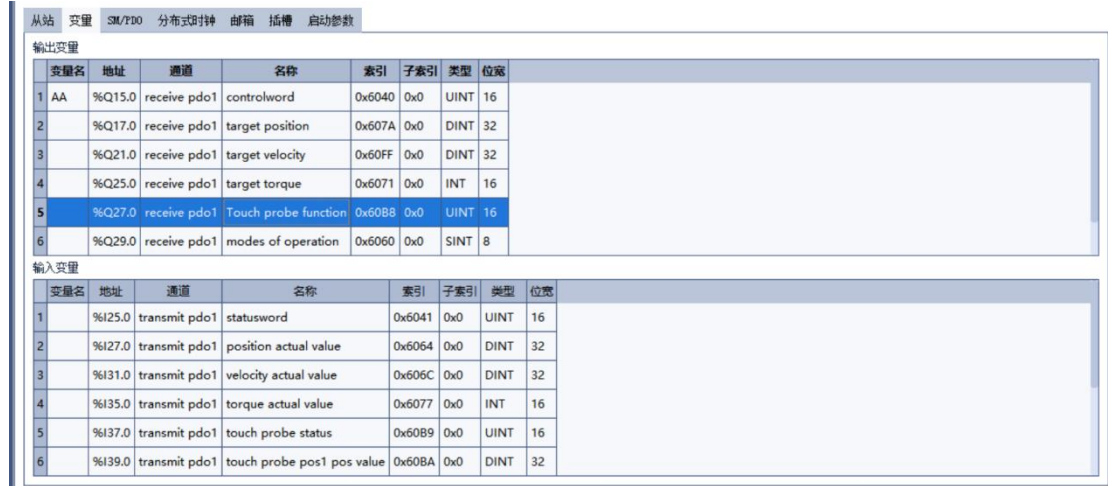 从站 变量 SM/PDO 分布式时钟 邮箱 插槽 启动参数
输出变量
变量名 地址 通道 名称 索引 子索引 类型 位宽
1 AA %Q15.0 receive pdo1 controlword 0x6040 0x0 UINT 16
2 %Q17.0 receive pdo1 target position 0x607A 0x0 DINT 32
3 %Q21.0 receive pdo1 target velocity 0x60FF 0x0 DINT 32
4 %Q25.0 receive pdo1 target torque 0x6071 0x0 INT 16
5 %Q27.0 receive pdo1 Touch probe function 0x60B8 0x0 UINT 16
6 %Q29.0 receive pdo1 modes of operation 0x6060 0x0 SINT 8
输入变量
变量名 地址 通道 名称 索引 子索引 类型 位宽
1 %I25.0 transmit pdo1 statusword 0x6041 0x0 UINT 16
2 %I27.0 transmit pdo1 position actual value 0x6064 0x0 DINT 32
3 %I31.0 transmit pdo1 velocity actual value 0x606C 0x0 DINT 32
4 %I35.0 transmit pdo1 torque actual value 0x6077 0x0 INT 16
5 %I37.0 transmit pdo1 touch probe status 0x60B9 0x0 UINT 16
6 %I39.0 transmit pdo1 touch probe pos1 pos value 0x60BA 0x0 DINT 32